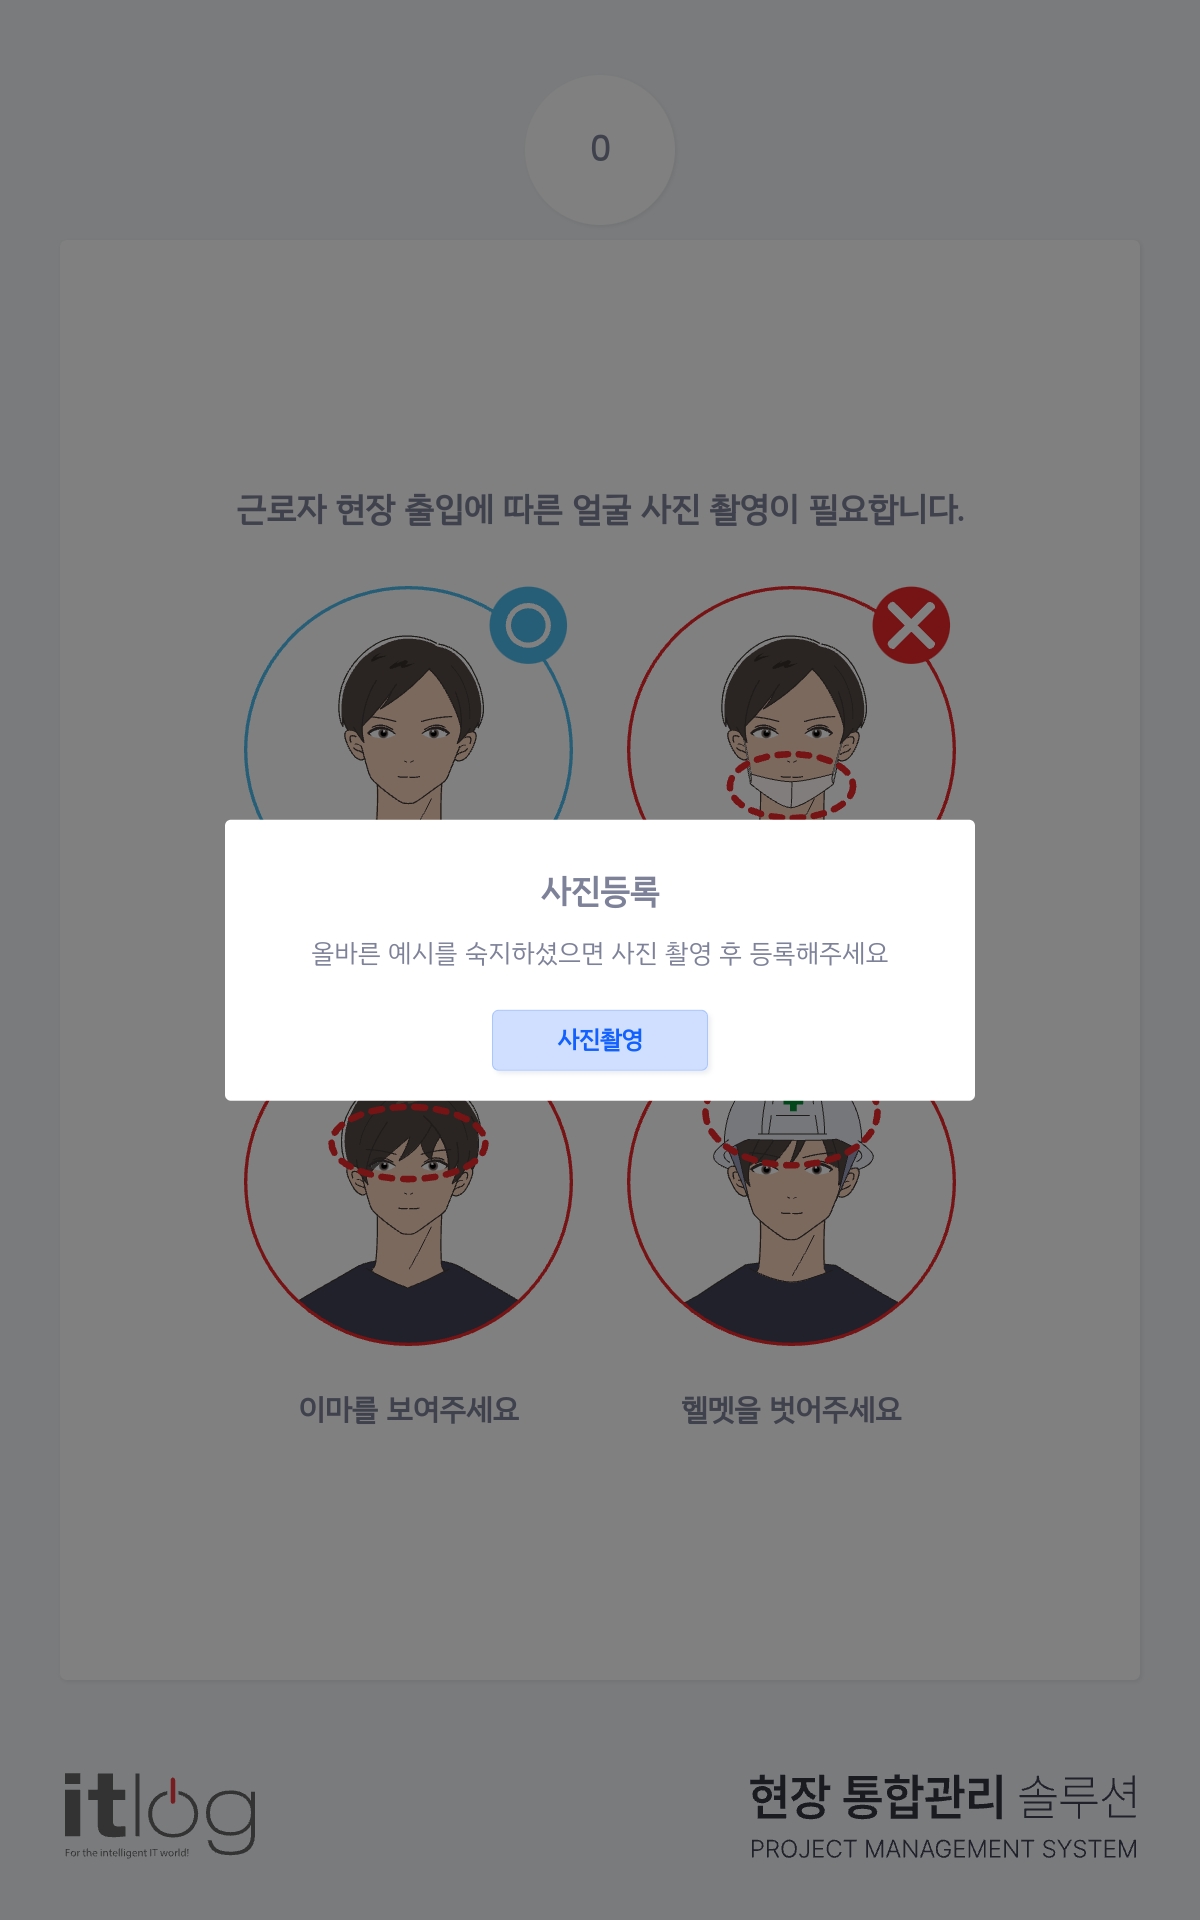 0
근로자 현장 출입에 따른 얼굴 사진 촬영이 필요합니다.
사진등록
올바른 예시를 숙지하셨으면 사진 촬영 후 등록해주세요
사진촬영
이마를 보여주세요
헬멧을 벗어주세요
itlog
For the intelligent IT world!
현장 통합관리 솔루션
PROJECT MANAGEMENT SYSTEM